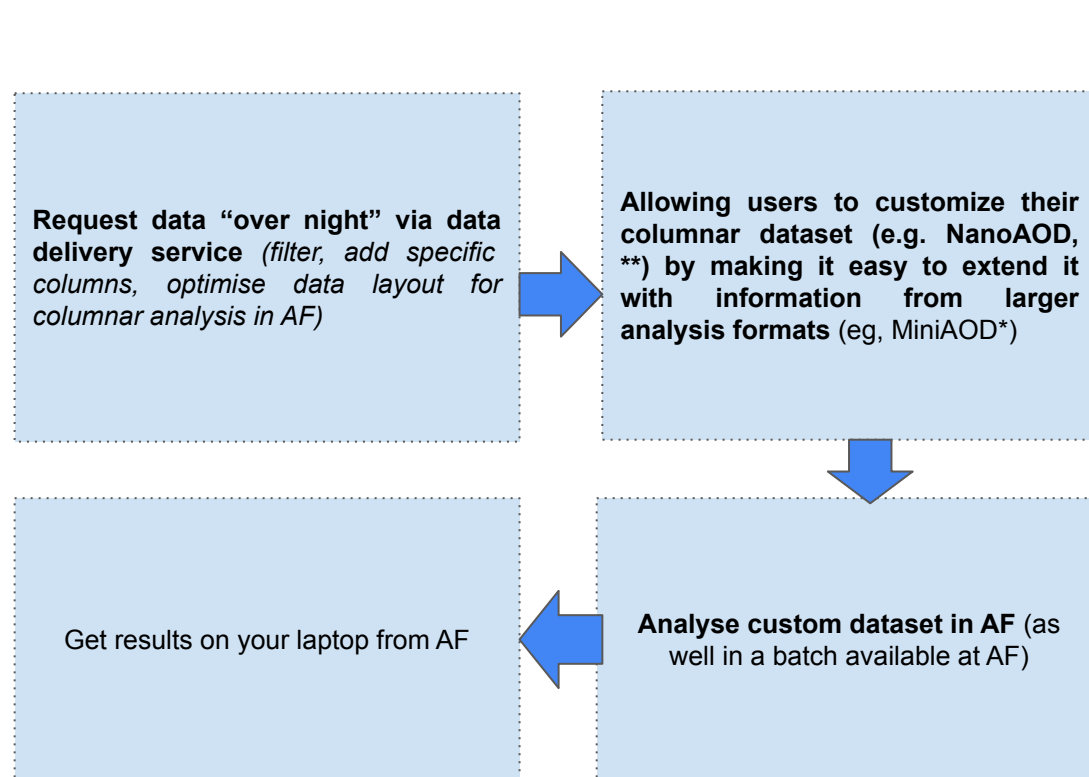 Request data “over night” via data
delivery service (filter, add specific
columns, optimise data layout for
columnar analysis in AF)
Allowing users to customize their
columnar dataset (e.g. NanoAOD,
**) by making it easy to extend it
with information from larger
analysis formats (eg, MiniAOD*)
Analyse custom dataset in AF (as
well in a batch available at AF)
Get results on your laptop from AF